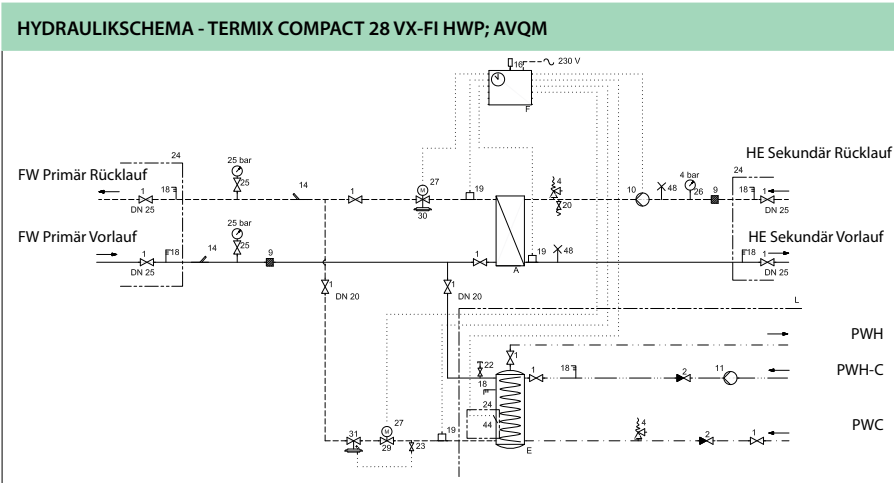 HYDRAULIKSCHEMA - TERMIX COMPACT 28 VX-FI HWP; AVQM
16 230 V
F
24 25 bar 4 bar HE Sekundär Rücklauf
FW Primär Rücklauf 27 4 24
1 18 25 14 1 19 10 48 26 9 18 1
DN 25 30 20 DN 25
FW Primär Vorlauf 25 bar HE Sekundär Vorlauf
1 18 14 25 9 1 19 48 18 1
DN 25 A DN 25
1 DN 20 1 DN 20
L
PWH
1
22 1 18 2 11 PWH-C
18
24
27 44 4 PWC
31 M 19 2 1
29 23 E